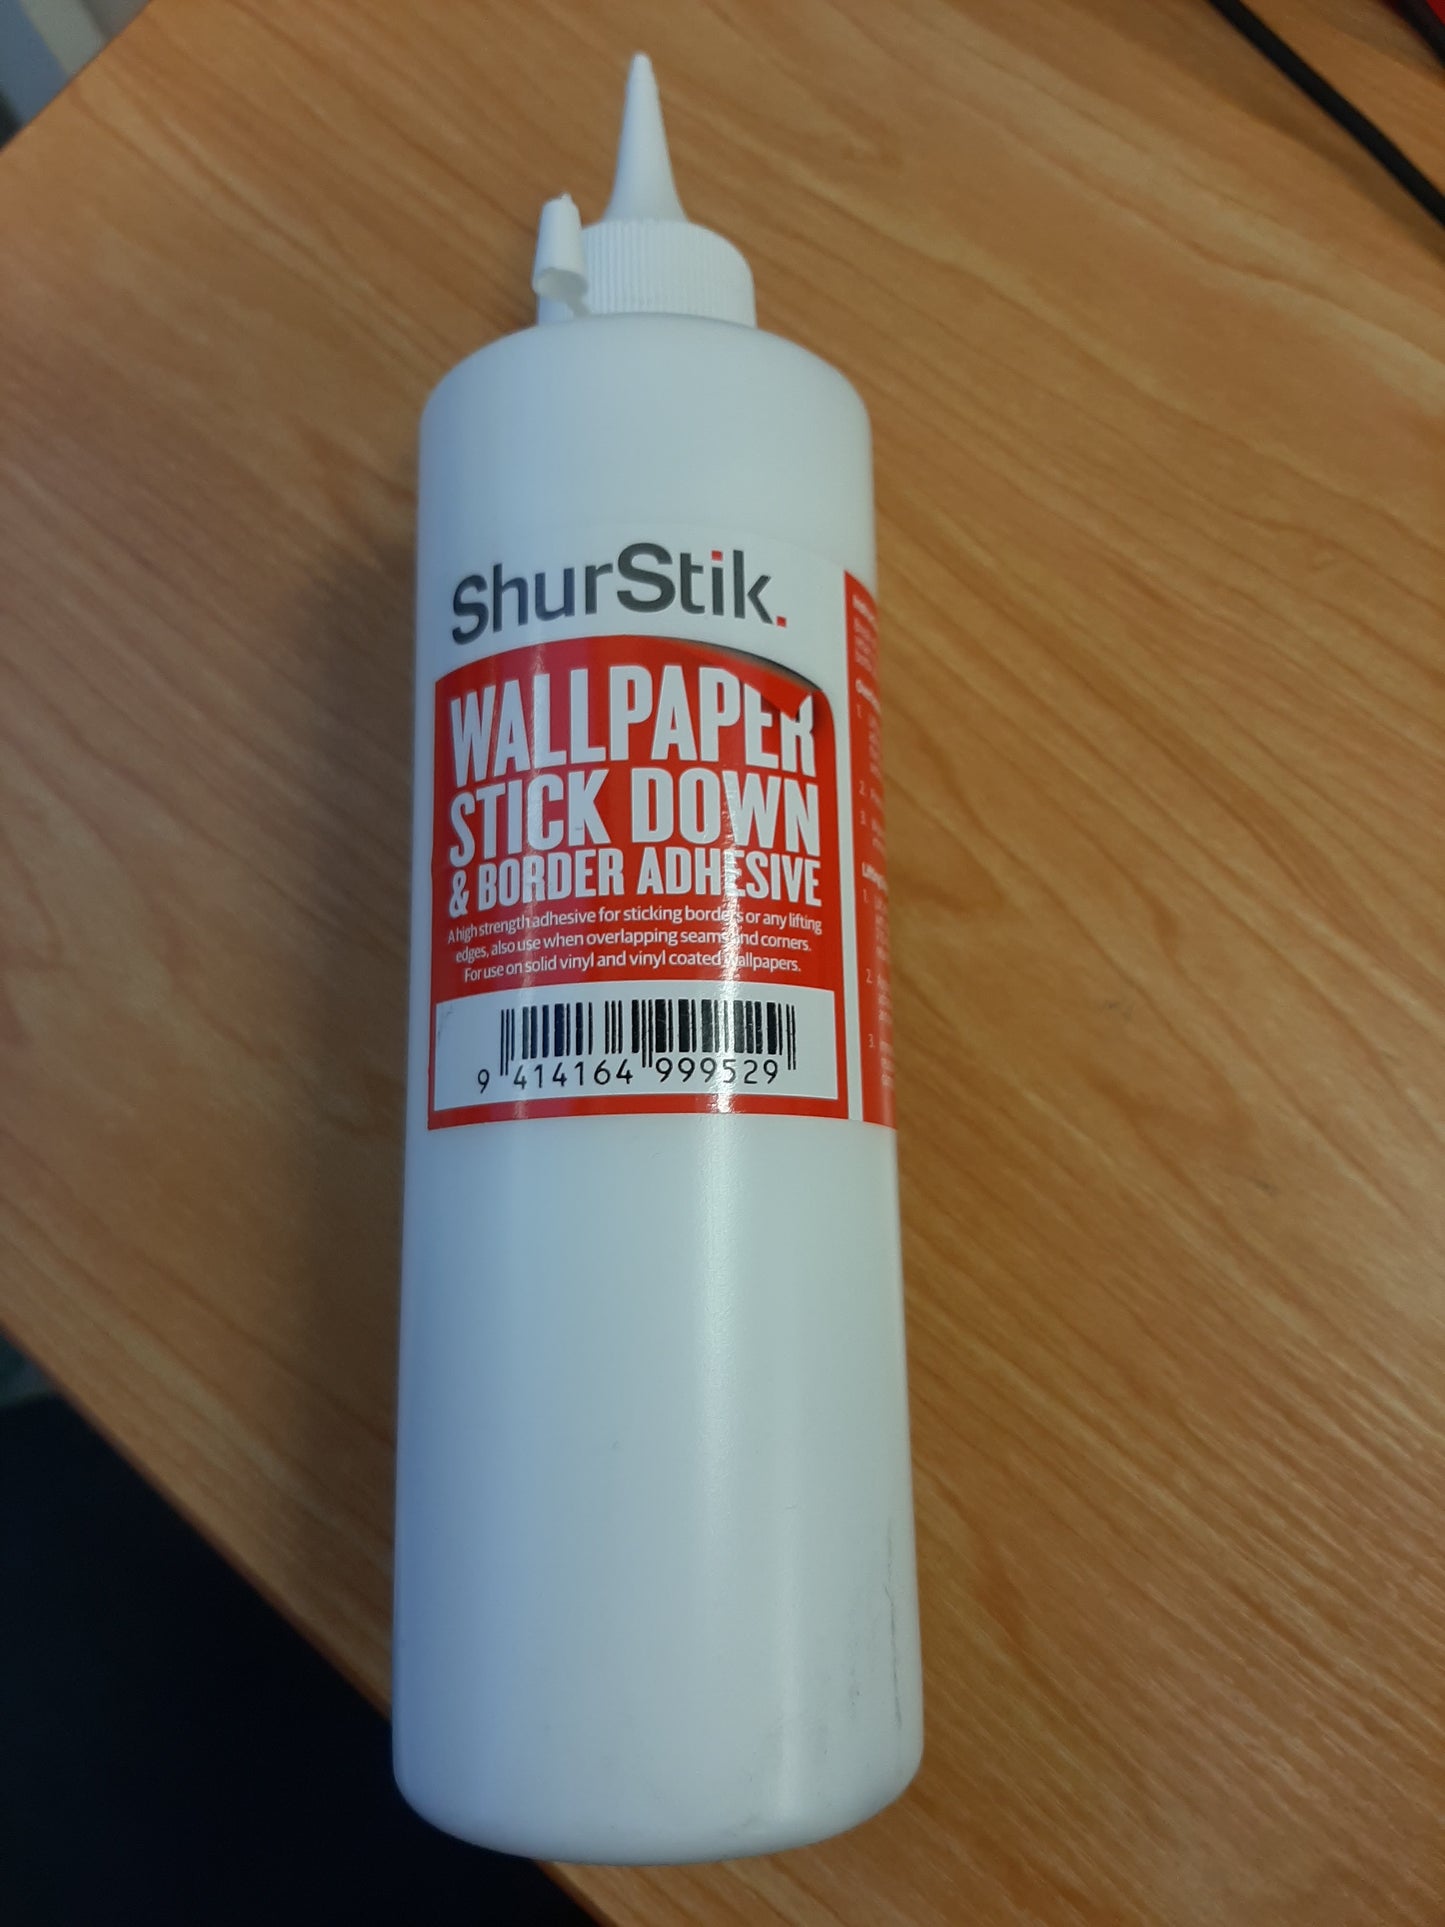 ShurStik.
WALLPAPER
STICK DOWN
& BORDER ADHESIVE
A high strength adhesive for sticking borders or any lifting
edges, also use when overlapping seams and corners.
For use on solid vinyl and vinyl coated wallpapers.
9 414164 999529